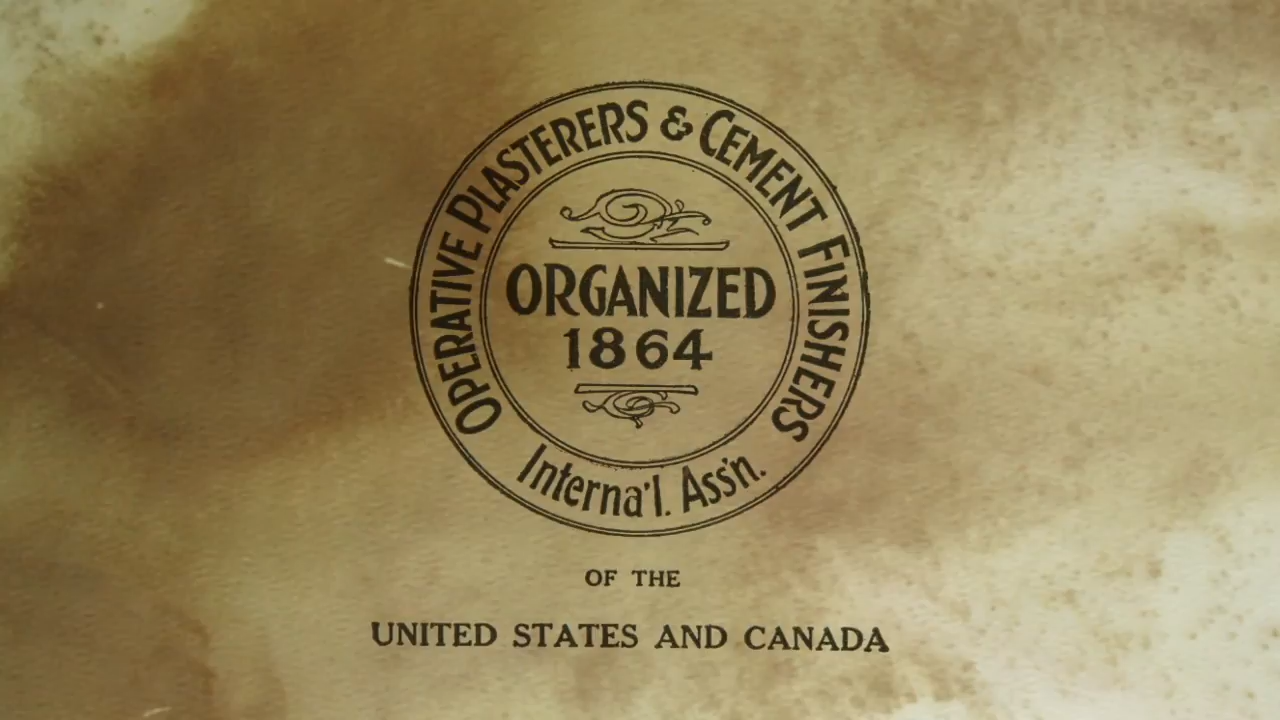 OPERATIVE PLASTERERS & CEMENT FINISHERS
ORGANIZED
1864
Interna'l. Ass'n.
OF THE
UNITED STATES AND CANADA